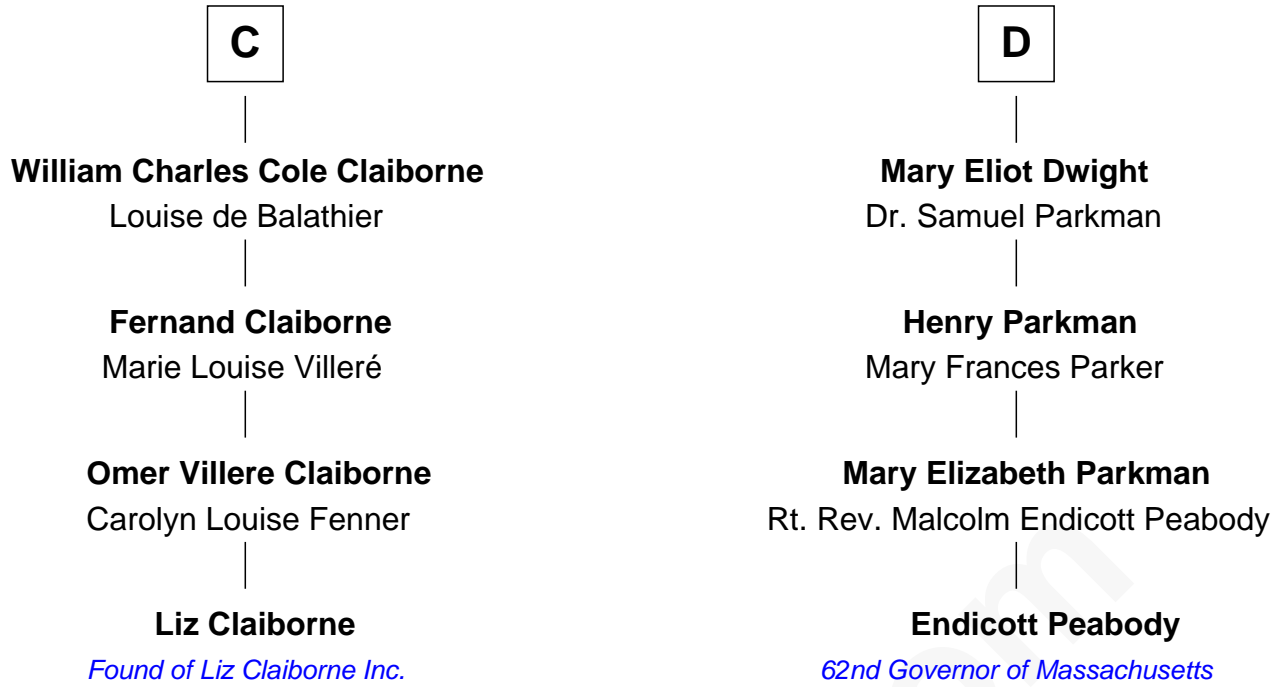 C
William Charles Cole Claiborne
Louise de Balathier
Fernand Claiborne
Marie Louise Villeré
Omer Villere Claiborne
Carolyn Louise Fenner
Liz Claiborne
Found of Liz Claiborne Inc.
D
Mary Eliot Dwight
Dr. Samuel Parkman
Henry Parkman
Mary Frances Parker
Mary Elizabeth Parkman
Rt. Rev. Malcolm Endicott Peabody
Endicott Peabody
62nd Governor of Massachusetts